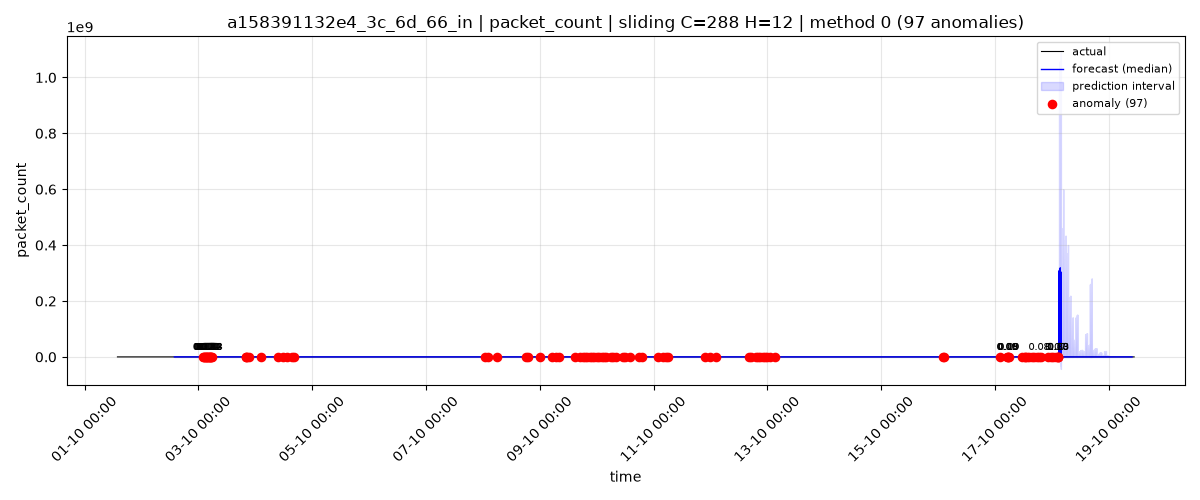 a158391132e4_3c_6d_66_in | packet_count | sliding C=288 H=12 | method 0 (97 anomalies)
1e9
actual
forecast (median)
prediction interval
anomaly (97)
1.0
0.8
0.6
0.4
0.2
0.0
packet_count
01-10 00:00
03-10 00:00
05-10 00:00
07-10 00:00
09-10 00:00
11-10 00:00
13-10 00:00
15-10 00:00
17-10 00:00
19-10 00:00
time